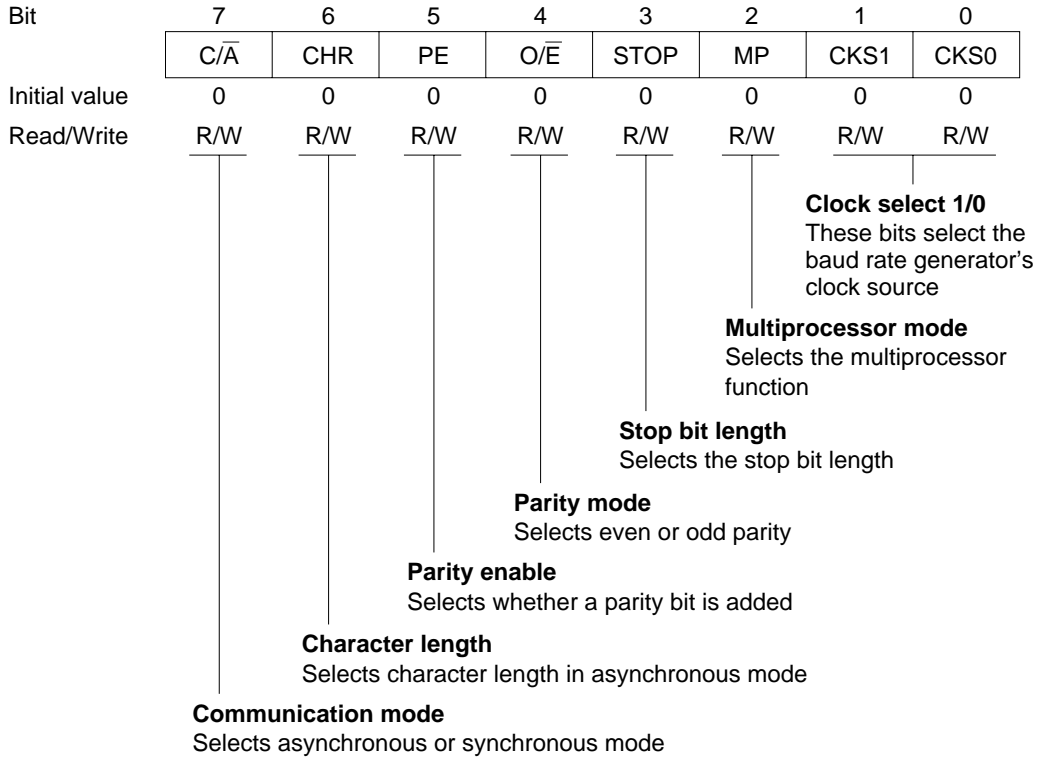 Bit 7 6 5 4 3 2 1 0
C/A̅ CHR PE O/E̅ STOP MP CKS1 CKS0
Initial value 0 0 0 0 0 0 0 0
Read/Write R/W R/W R/W R/W R/W R/W R/W R/W
Clock select 1/0
These bits select the
baud rate generator's
clock source
Multiprocessor mode
Selects the multiprocessor
function
Stop bit length
Selects the stop bit length
Parity mode
Selects even or odd parity
Parity enable
Selects whether a parity bit is added
Character length
Selects character length in asynchronous mode
Communication mode
Selects asynchronous or synchronous mode